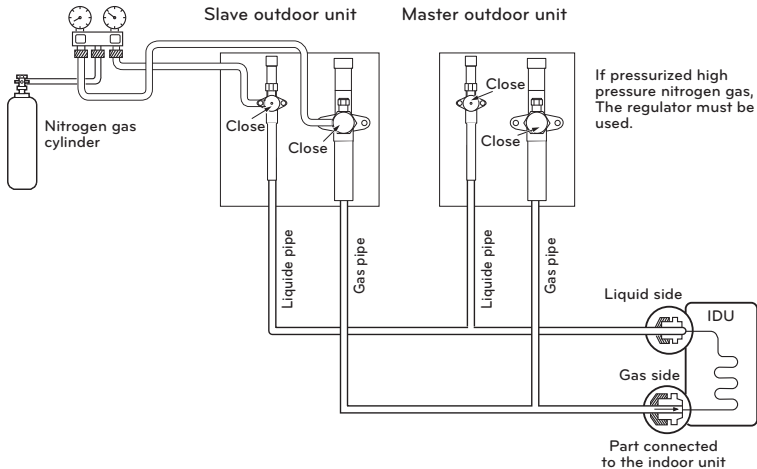 Slave outdoor unit
Master outdoor unit
If pressurized high
pressure nitrogen gas,
The regulator must be
used.
Nitrogen gas
cylinder
Close
Close
Close
Close
Liquide pipe
Gas pipe
Liquide pipe
Gas pipe
Liquid side
IDU
Gas side
Part connected
to the indoor unit